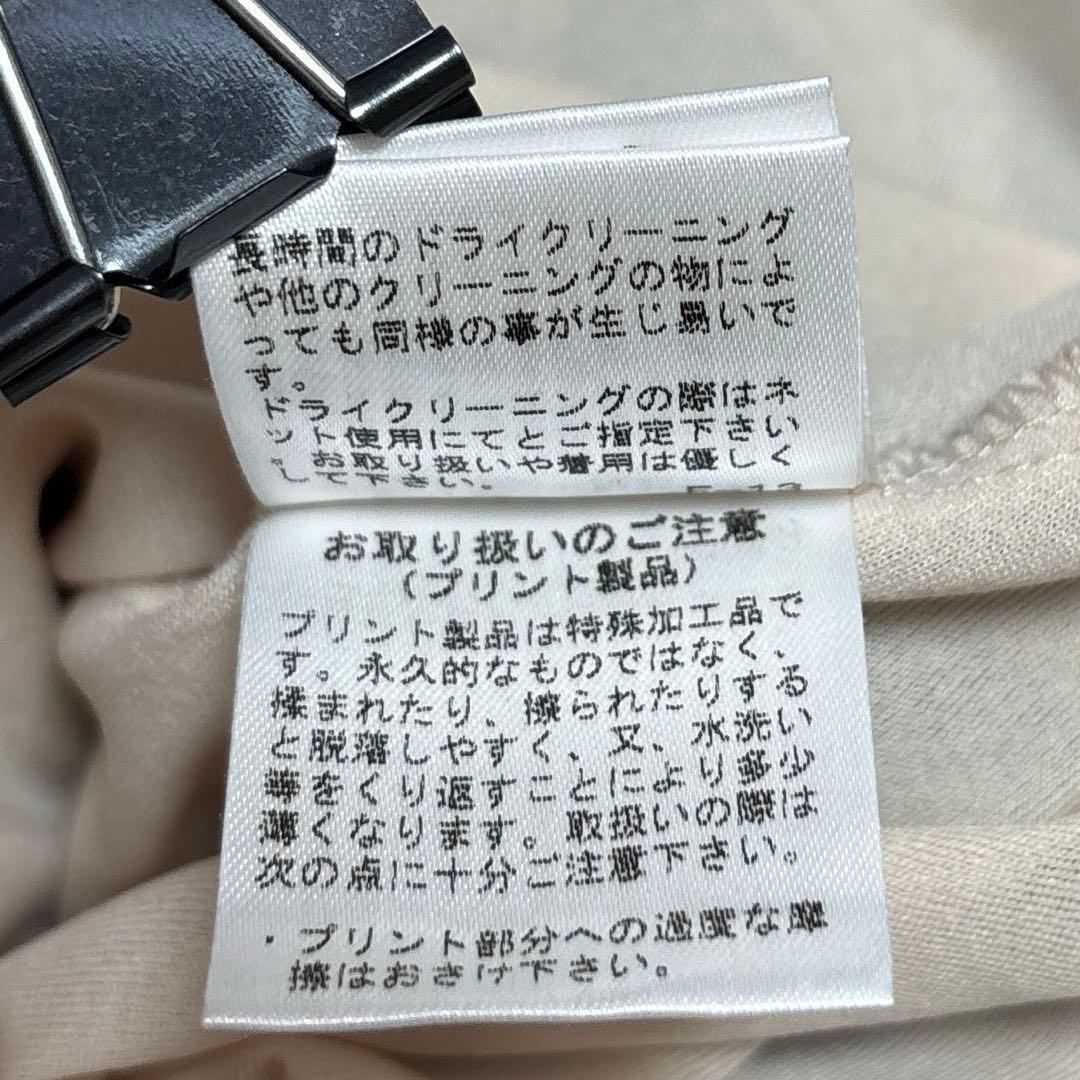 長時間のドライクリーニング
や他のクリーニングの物によ
っても同様の事が生じ易いで
す。
ドライクリーニングの際はネ
ット使用にてとご指定下さい
。お取り扱いや着用は優しく
して下さい。
お取り扱いのご注意
(プリント製品)
プリント製品は特殊加工品で
す。永久的なものではなく、
揉まれたり、擦られたりする
と脱落しやすく、又、水洗い
等をくり返すことにより多少
薄くなります。取扱いの際は
次の点に十分ご注意下さい。
・プリント部分への過度な摩
擦はおさけ下さい。